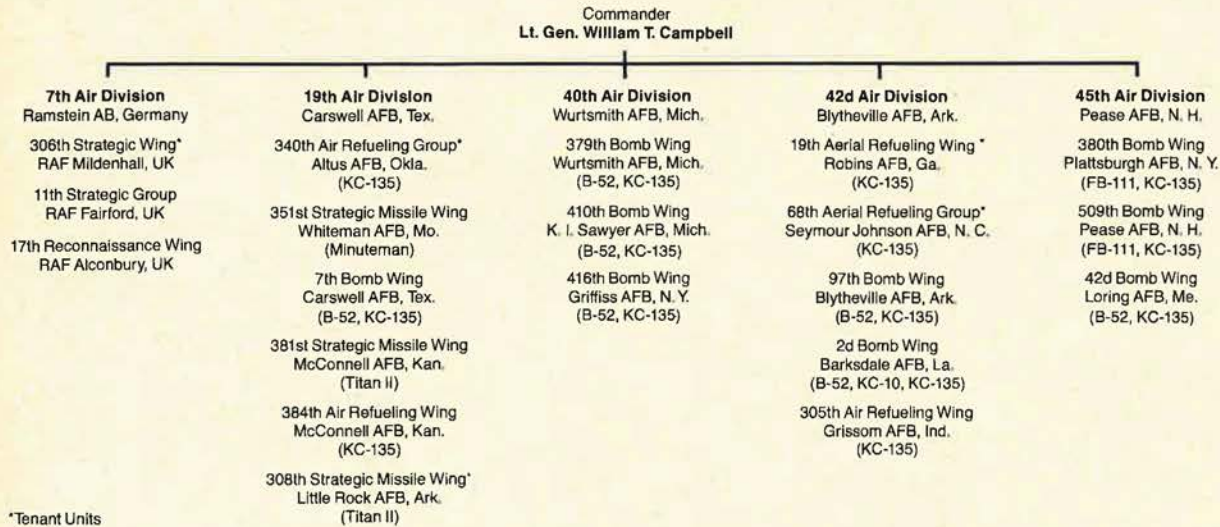 Commander
Lt. Gen. William T. Campbell
7th Air Division
Ramstein AB, Germany
306th Strategic Wing*
RAF Mildenhall, UK
11th Strategic Group
RAF Fairford, UK
17th Reconnaissance Wing
RAF Alconbury, UK
19th Air Division
Carswell AFB, Tex.
340th Air Refueling Group*
Altus AFB, Okla.
(KC-135)
351st Strategic Missile Wing
Whiteman AFB, Mo.
(Minuteman)
7th Bomb Wing
Carswell AFB, Tex.
(B-52, KC-135)
381st Strategic Missile Wing
McConnell AFB, Kan.
(Titan II)
384th Air Refueling Wing
McConnell AFB, Kan.
(KC-135)
308th Strategic Missile Wing*
Little Rock AFB, Ark.
(Titan II)
40th Air Division
Wurtsmith AFB, Mich.
379th Bomb Wing
Wurtsmith AFB, Mich.
(B-52, KC-135)
410th Bomb Wing
K. I. Sawyer AFB, Mich.
(B-52, KC-135)
416th Bomb Wing
Griffiss AFB, N.Y.
(B-52, KC-135)
42d Air Division
Blytheville AFB, Ark.
19th Aerial Refueling Wing *
Robins AFB, Ga.
(KC-135)
68th Aerial Refueling Group*
Seymour Johnson AFB, N. C.
(KC-135)
97th Bomb Wing
Blytheville AFB, Ark.
(B-52, KC-135)
2d Bomb Wing
Barksdale AFB, La.
(B-52, KC-10, KC-135)
305th Air Refueling Wing
Grissom AFB, Ind.
(KC-135)
45th Air Division
Pease AFB, N. H.
380th Bomb Wing
Plattsburgh AFB, N. Y.
(FB-111, KC-135)
509th Bomb Wing
Pease AFB, N. H.
(FB-111, KC-135)
42d Bomb Wing
Loring AFB, Me.
(B-52, KC-135)
*Tenant Units